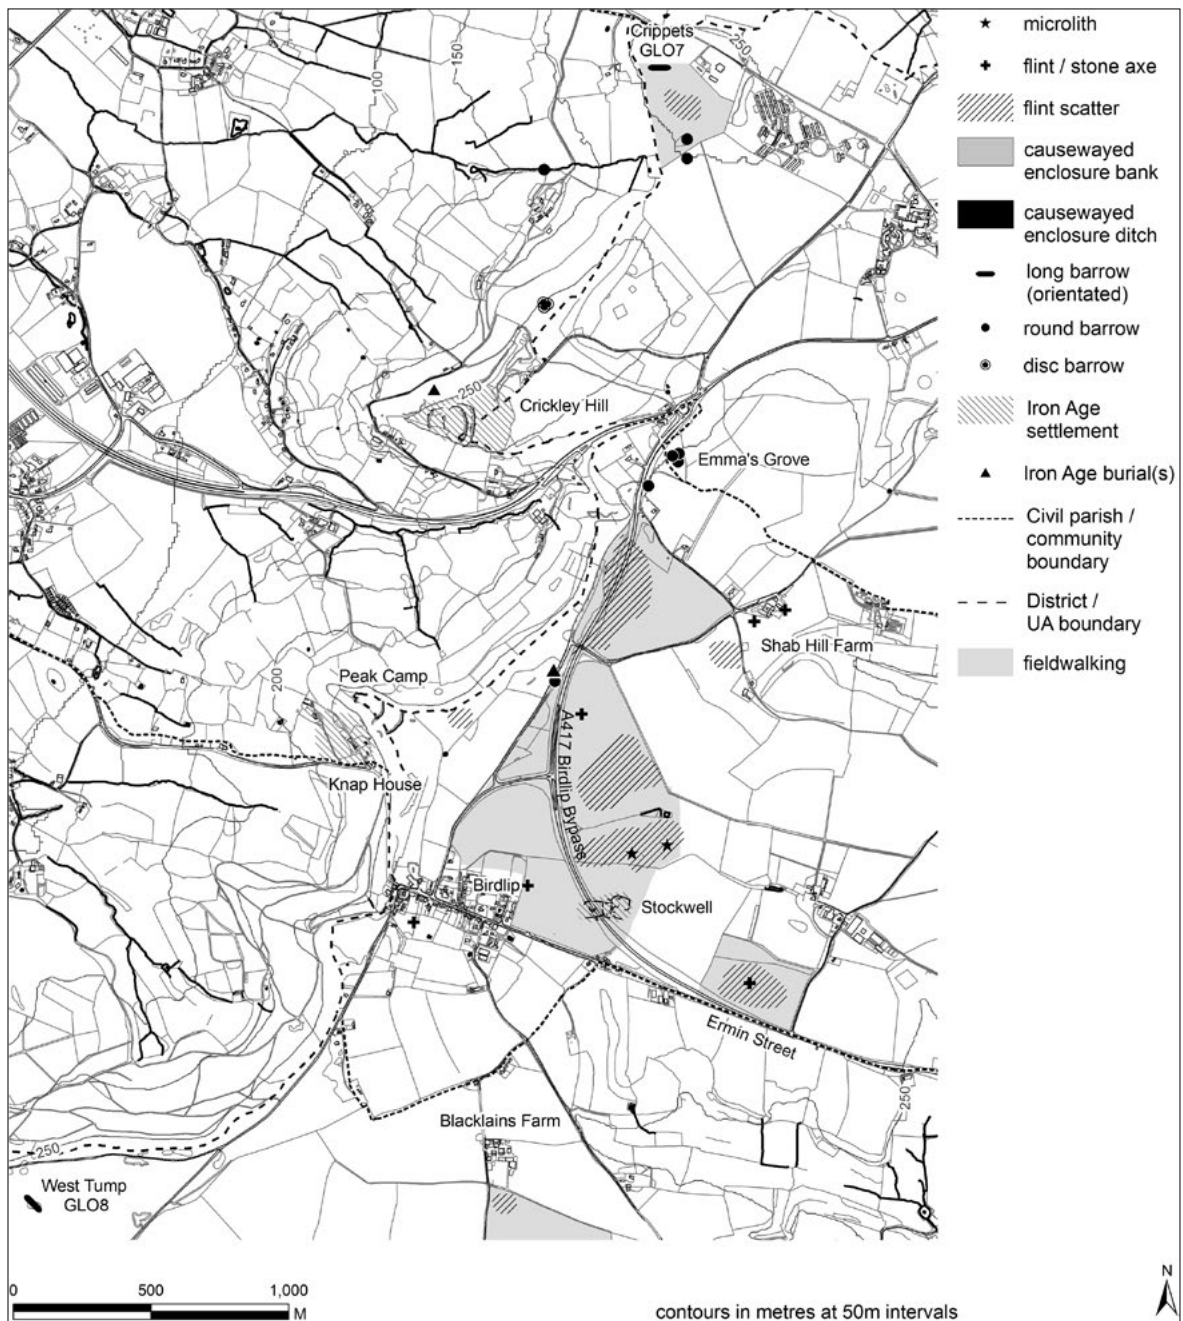 Crippets
GLO7
250
150
100
Crickley Hill
250
Emma's Grove
Shab Hill Farm
Peak Camp
200
Knap House
A417 Birdlip Bypass
Birdlip
Stockwell
Ermin Street
250
Blacklains Farm
250
West Tump
GLO8
microlith
flint / stone axe
flint scatter
causewayed
enclosure bank
causewayed
enclosure ditch
long barrow
(orientated)
round barrow
disc barrow
Iron Age
settlement
Iron Age burial(s)
Civil parish /
community
boundary
District /
UA boundary
fieldwalking
0 500 1,000
M
contours in metres at 50m intervals
N